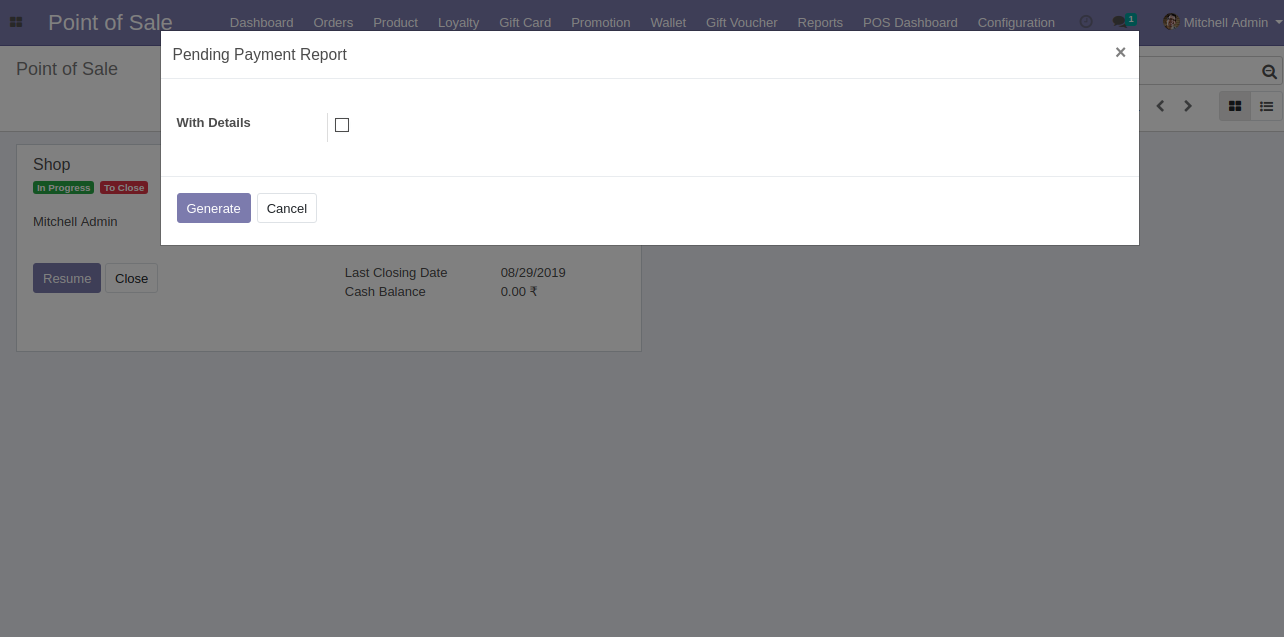 Point of Sale Dashboard Orders Product Loyalty Gift Card Promotion Wallet Gift Voucher Reports POS Dashboard Configuration 1 Mitchell Admin
Pending Payment Report ×
Point of Sale
With Details
Shop
In Progress To Close
Generate Cancel
Mitchell Admin
Resume Close
Last Closing Date 08/29/2019
Cash Balance 0.00 ₹